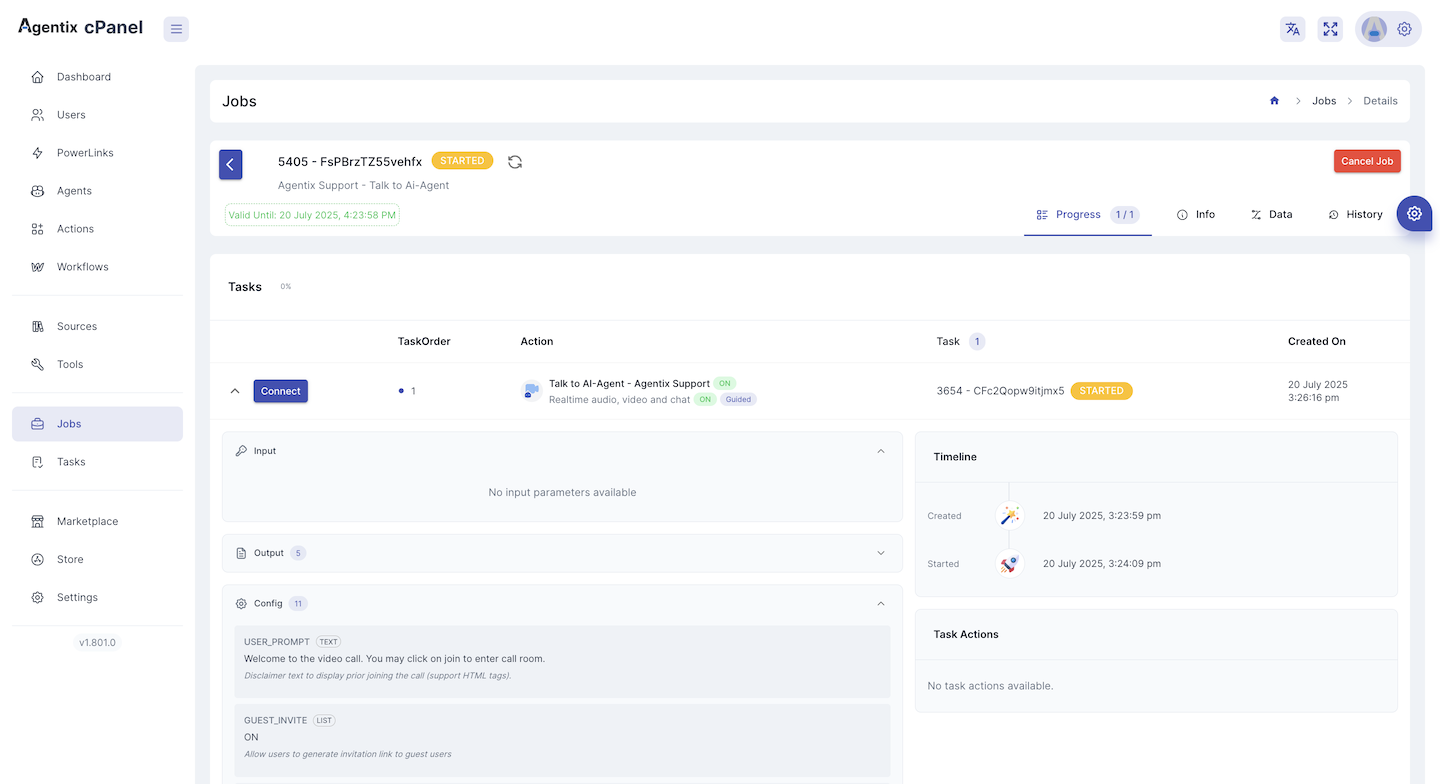 Agentix cPanel
Dashboard
Users
PowerLinks
Agents
Actions
Workflows
Sources
Tools
Jobs
Tasks
Marketplace
Store
Settings
v1.801.0
Jobs
Jobs
Details
5405 - FsPBrzTZ55vehfx STARTED
Cancel Job
Agentix Support - Talk to Ai-Agent
Valid Until: 20 July 2025, 4:23:58 PM
Progress 1 / 1
Info
Data
History
Tasks 0%
TaskOrder
Action
Task 1
Created On
Connect
1
Talk to AI-Agent - Agentix Support ON
Realtime audio, video and chat ON Guided
3654 - CFc2Qopw9itjmx5 STARTED
20 July 2025
3:26:16 pm
Input
No input parameters available
Output 5
Config 11
USER_PROMPT TEXT
Welcome to the video call. You may click on join to enter call room.
Disclaimer text to display prior joining the call (support HTML tags).
GUEST_INVITE LIST
ON
Allow users to generate invitation link to guest users
Timeline
Created 20 July 2025, 3:23:59 pm
Started 20 July 2025, 3:24:09 pm
Task Actions
No task actions available.